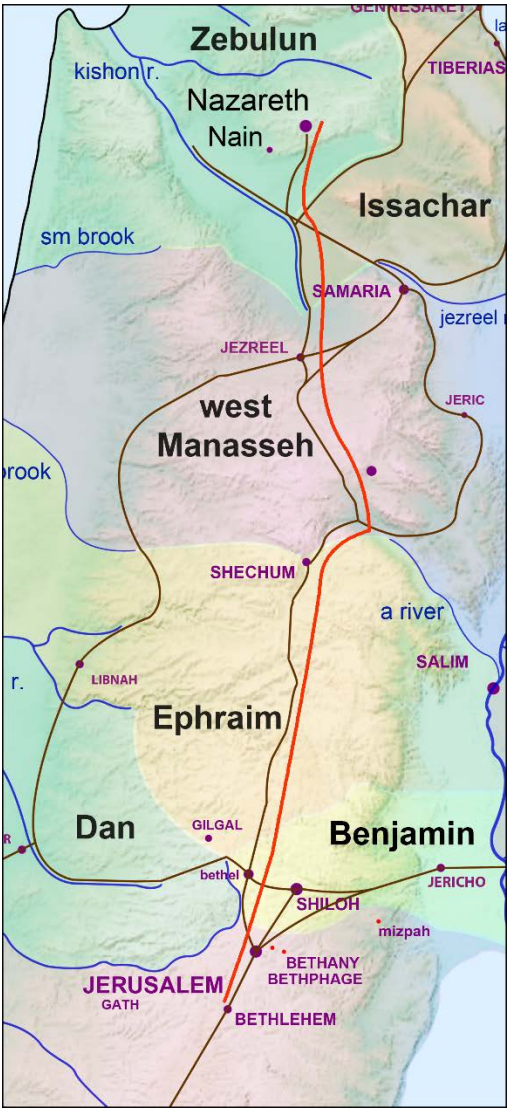 GENNESARET
Zebulun
la
kishon r.
TIBERIAS
Nazareth
Nain
Issachar
sm brook
SAMARIA
jezreel
JEZREEL
west
Manasseh
JERIC
brook
SHECHUM
a river
SALIM
LIBNAH
r.
Ephraim
Dan
GILGAL
Benjamin
R
bethel
JERICHO
SHILOH
mizpah
BETHANY
BETHPHAGE
JERUSALEM
GATH
BETHLEHEM